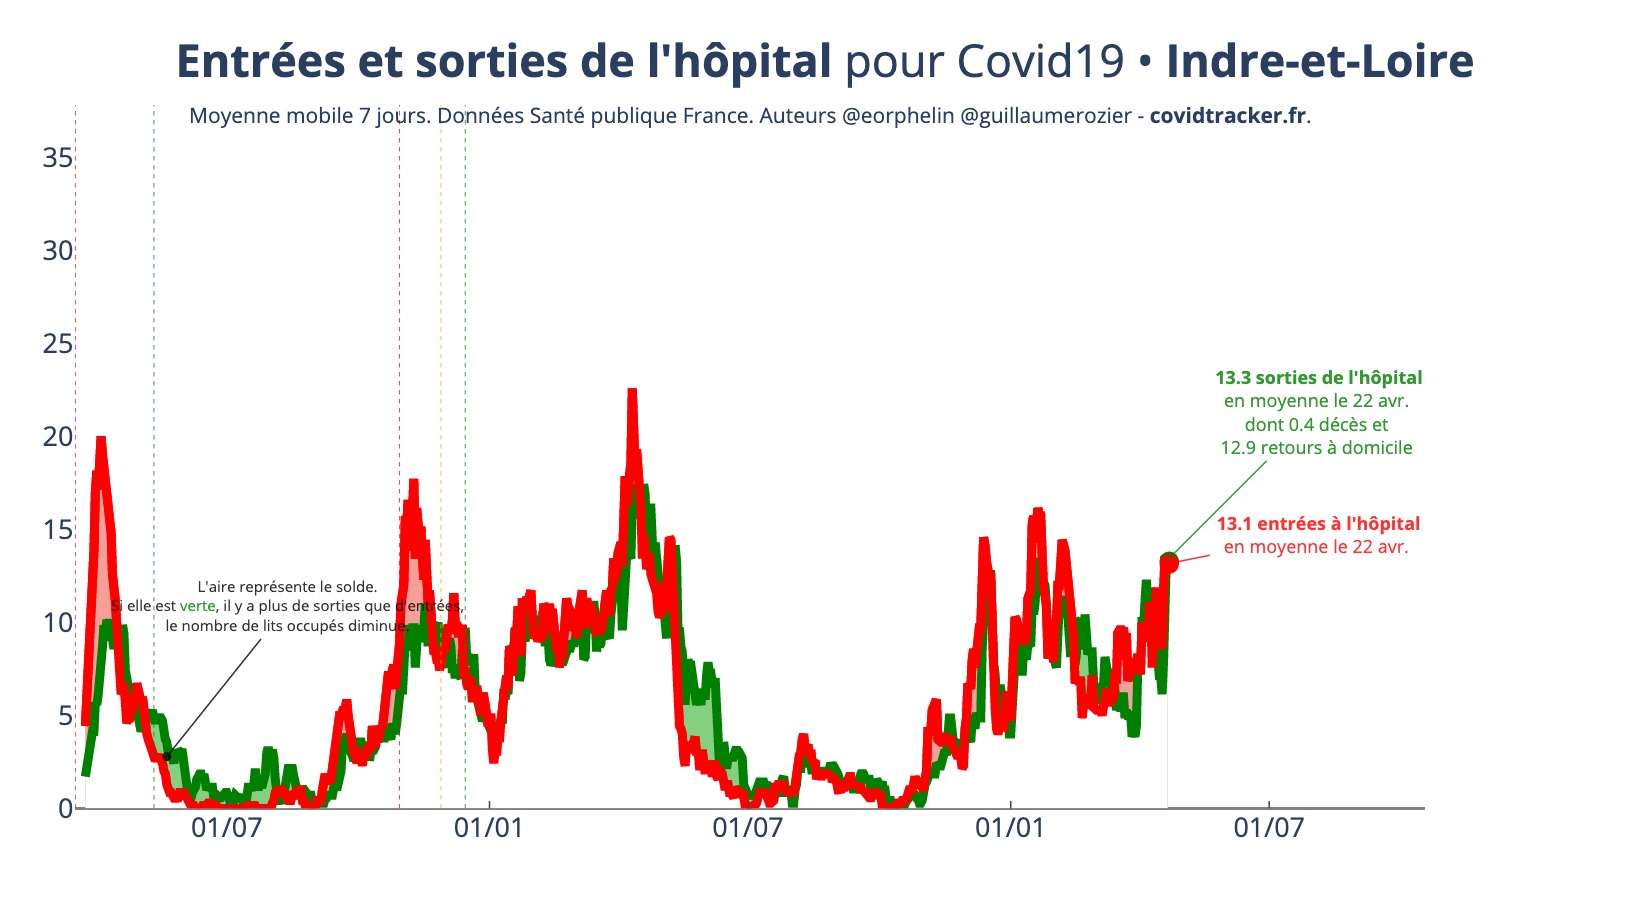 Entrées et sorties de l'hôpital pour Covid19 • Indre-et-Loire
Moyenne mobile 7 jours. Données Santé publique France. Auteurs @eorphelin @guillaumerozier - covidtracker.fr.
35
30
25
20
15
10
5
0
L'aire représente le solde.
Si elle est verte, il y a plus de sorties que d'entrées,
le nombre de lits occupés diminue.
13.3 sorties de l'hôpital
en moyenne le 22 avr.
dont 0.4 décès et
12.9 retours à domicile
13.1 entrées à l'hôpital
en moyenne le 22 avr.
01/07
01/01
01/07
01/01
01/07